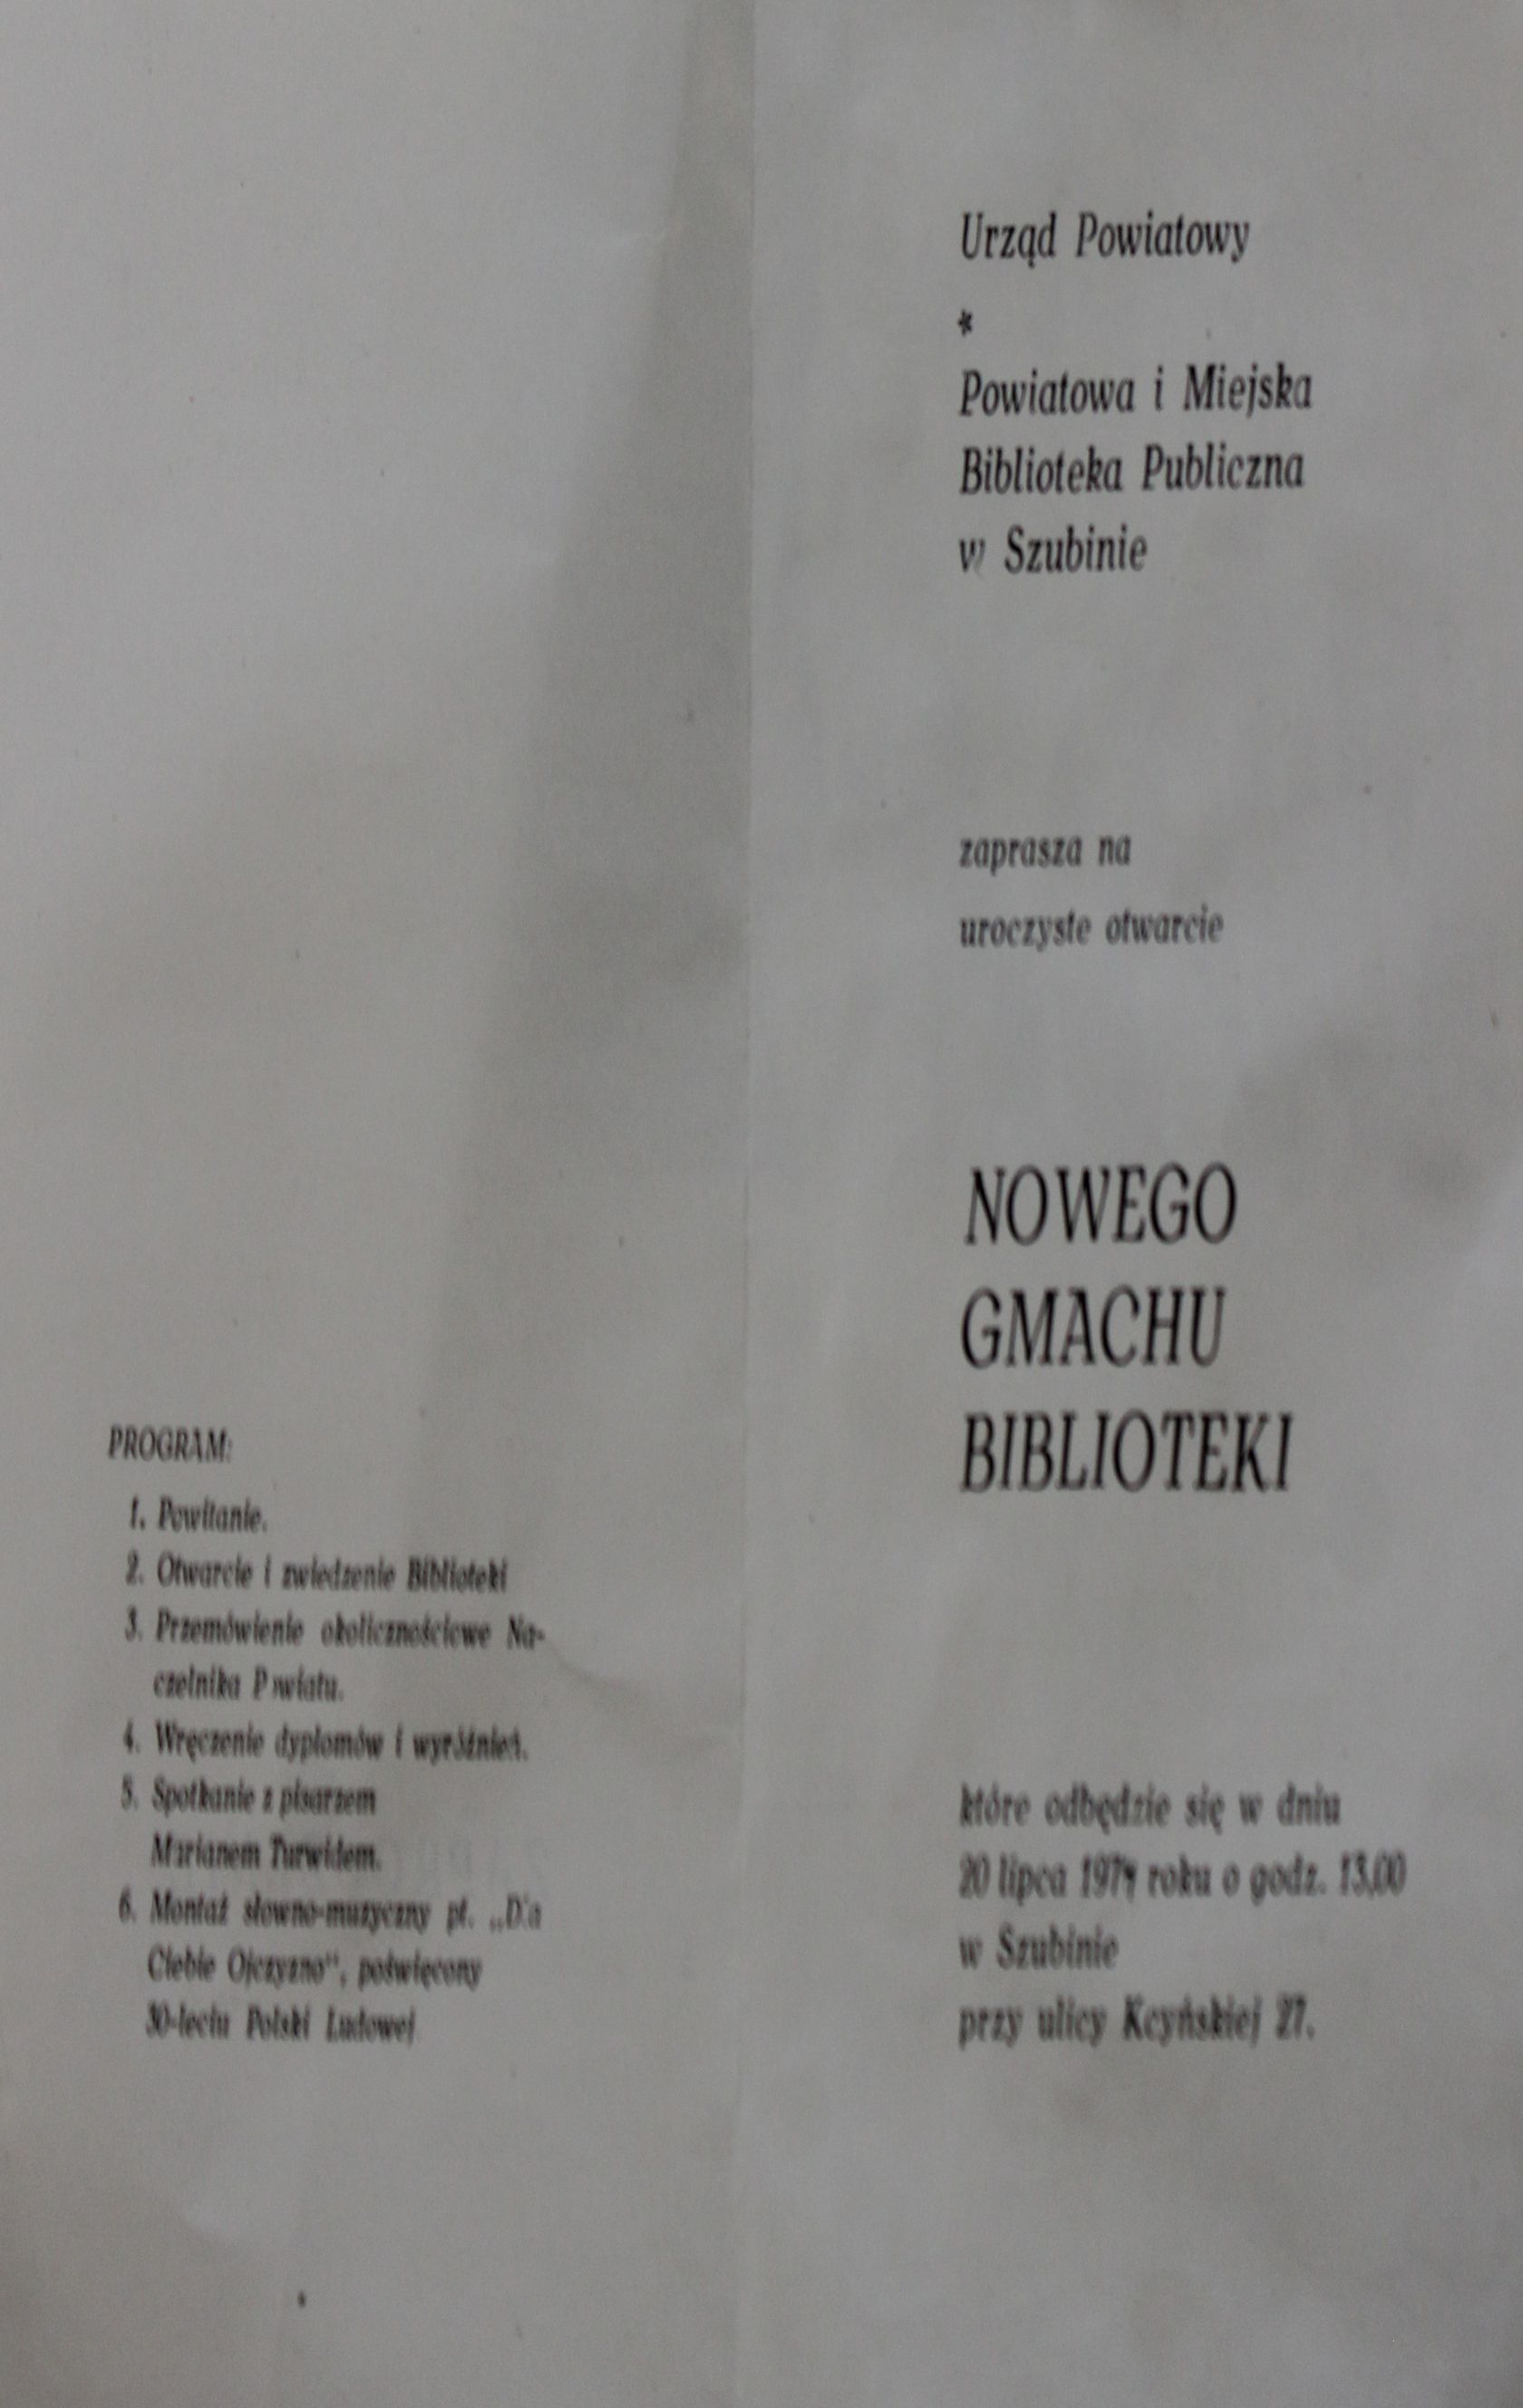 PROGRAM:
1. Powitanie.
2. Otwarcie i zwiedzenie Biblioteki
3. Przemówienie okolicznościowe Na-
czelnika Powiatu.
4. Wręczenie dyplomów i wyróżnień.
5. Spotkanie z pisarzem
Marianem Turwidem.
6. Montaż słowno-muzyczny pt. „Dla
Ciebie Ojczyzno“, poświęcony
30-leciu Polski Ludowej
Urząd Powiatowy
*
Powiatowa i Miejska
Biblioteka Publiczna
w Szubinie
zaprasza na
uroczyste otwarcie
NOWEGO
GMACHU
BIBLIOTEKI
które odbędzie się w dniu
20 lipca 1974 roku o godz. 13,00
w Szubinie
przy ulicy Kcyńskiej 27.